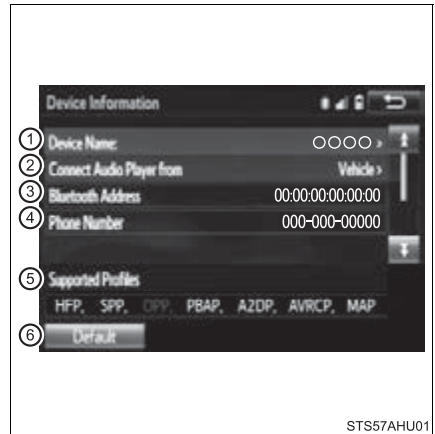 Device Information
① Device Name: ○○○○ >
② Connect Audio Player from Vehicle >
③ Bluetooth Address 00:00:00:00:00:00
④ Phone Number 000-000-00000
⑤ Supported Profiles
HFP, SPP, OPP, PBAP, A2DP, AVRCP, MAP
⑥ Default
STS57AHU01